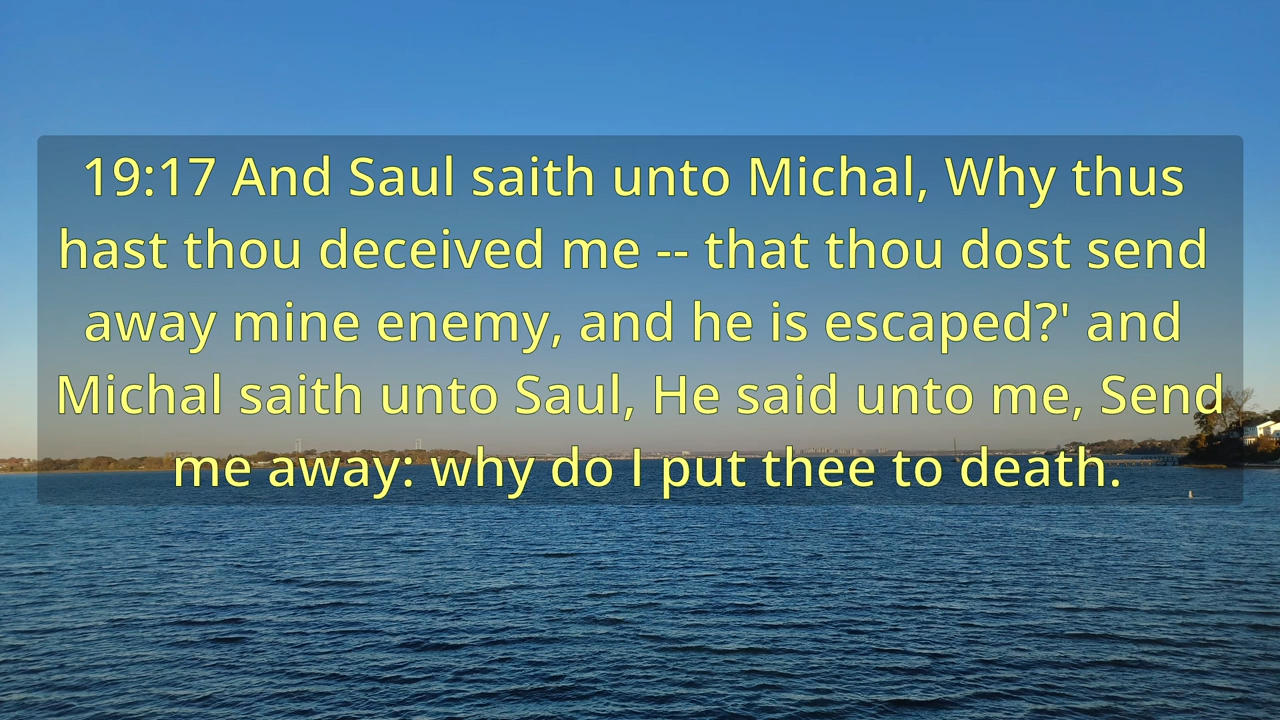 19:17 And Saul saith unto Michal, Why thus
hast thou deceived me -- that thou dost send
away mine enemy, and he is escaped?' and
Michal saith unto Saul, He said unto me, Send
me away: why do I put thee to death.